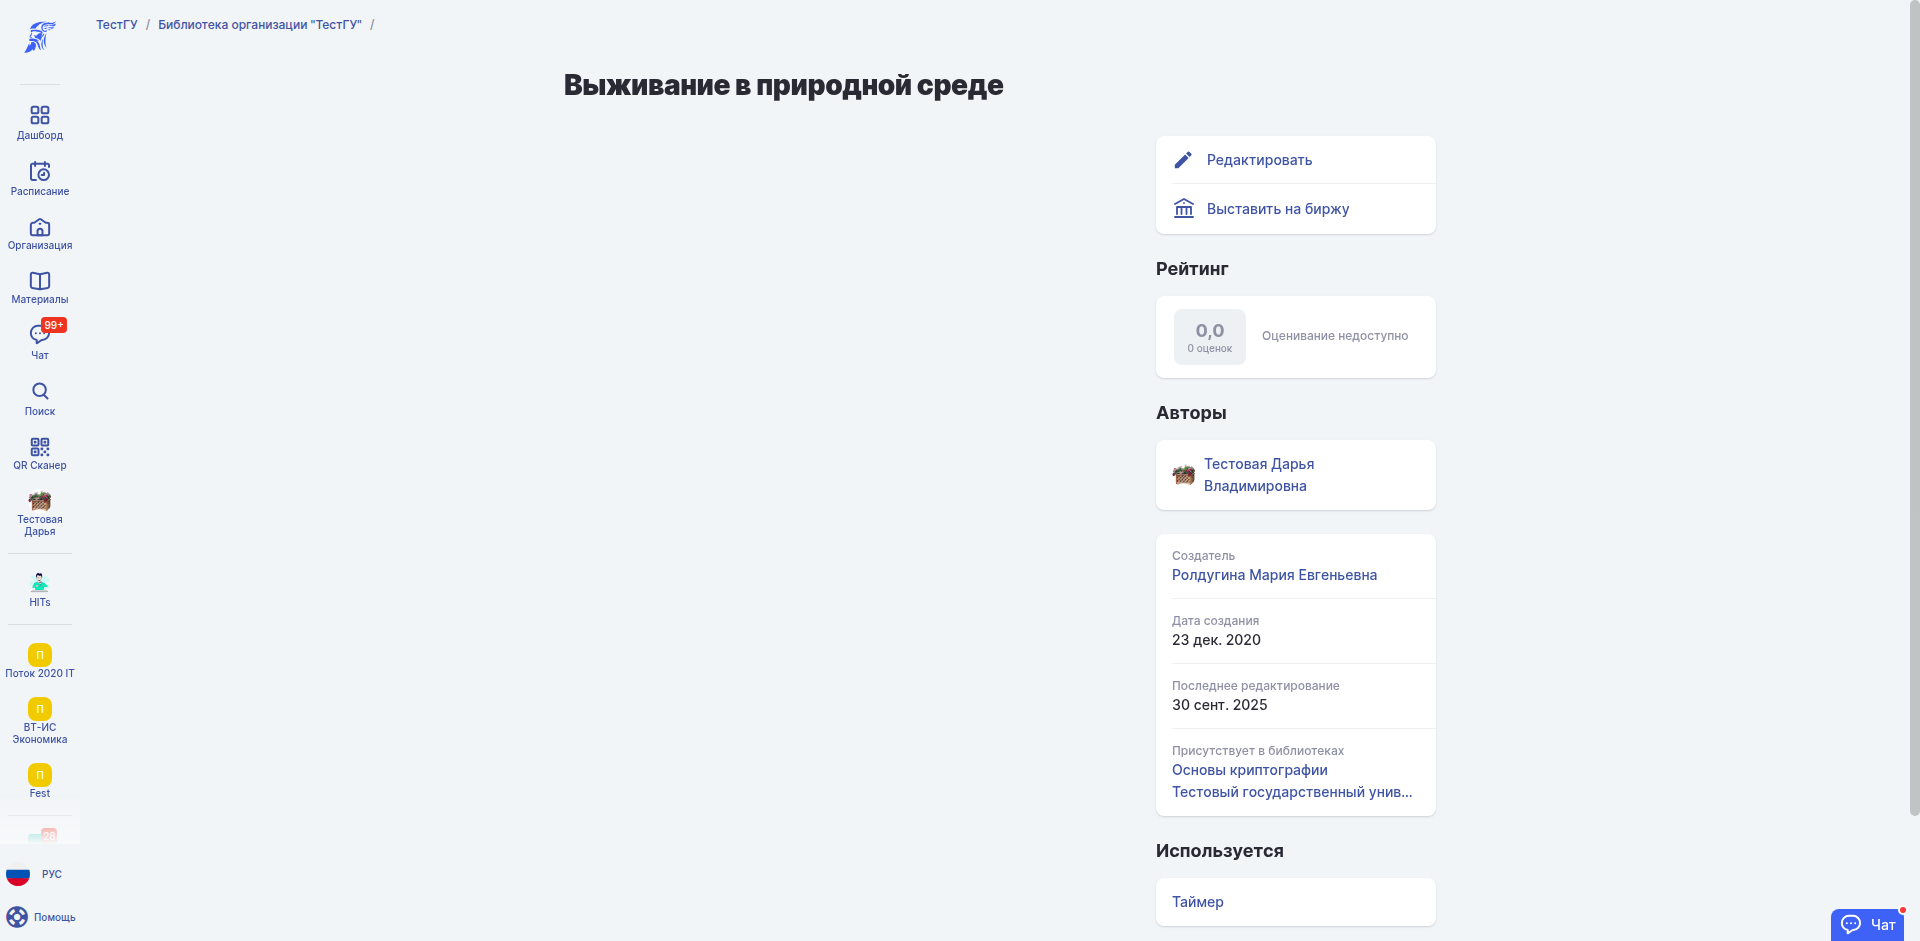 ТестГУ / Библиотека организации "ТестГУ" /
Выживание в природной среде
Дашборд
Расписание
Организация
Материалы
99+
Чат
Поиск
QR Сканер
Тестовая
Дарья
HITs
П
Поток 2020 IT
П
ВТ-ИС
Экономика
П
Fest
28
РУС
Помощь
Редактировать
Выставить на биржу
Рейтинг
0,0
0 оценок
Оценивание недоступно
Авторы
Тестовая Дарья
Владимировна
Создатель
Ролдугина Мария Евгеньевна
Дата создания
23 дек. 2020
Последнее редактирование
30 сент. 2025
Присутствует в библиотеках
Основы криптографии
Тестовый государственный унив...
Используется
Таймер
Чат